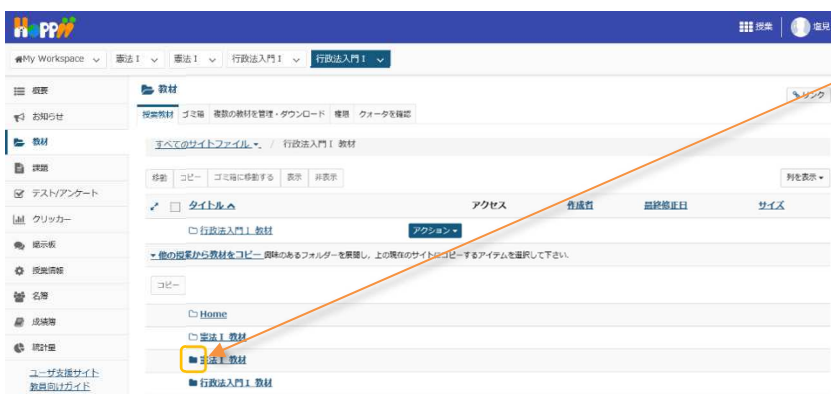 HoPPii
授業
塩見
My Workspace
憲法Ⅰ
憲法Ⅰ
行政法入門Ⅰ
行政法入門Ⅰ
概要
お知らせ
教材
課題
テスト/アンケート
クリッカー
掲示板
授業情報
名簿
成績簿
統計量
ユーザ支援サイト
教員向けガイド
教材
リンク
授業教材 ゴミ箱 複数の教材を管理・ダウンロード 権限 クォータを確認
すべてのサイトファイル / 行政法入門Ⅰ 教材
移動 コピー ゴミ箱に移動する 表示 非表示
列を表示
タイトル アクセス 作成者 最終修正日 サイズ
行政法入門Ⅰ 教材 アクション
他の授業から教材をコピー 興味のあるフォルダーを展開し、上の現在のサイトにコピーするアイテムを選択して下さい。
コピー
Home
憲法Ⅰ 教材
憲法Ⅰ 教材
行政法入門Ⅰ 教材